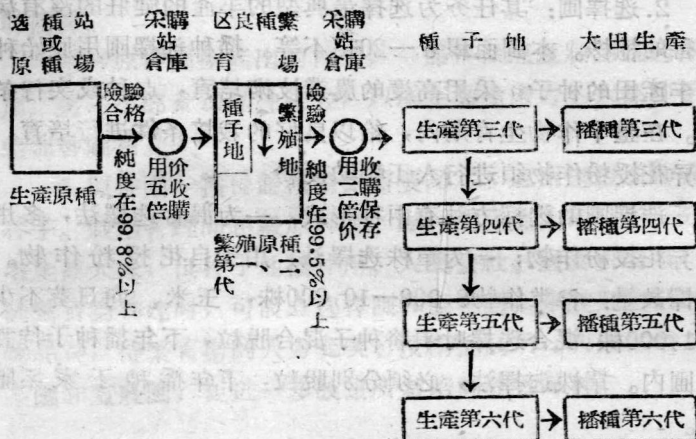 选種站
或
原種場
采購
站
倉庫
区良種繁
育場
采購
站
倉庫
種子地
大田生產
生產原種
檢驗
合格
純度在99.8%以上
用五倍
价收購
種子地
繁殖地
繁殖原種
第一、二
代
檢驗
純度在99.5%以上
用二倍价
收購保存
生產第三代
播種第三代
生產第四代
播種第四代
生產第五代
播種第五代
生產第六代
播種第六代